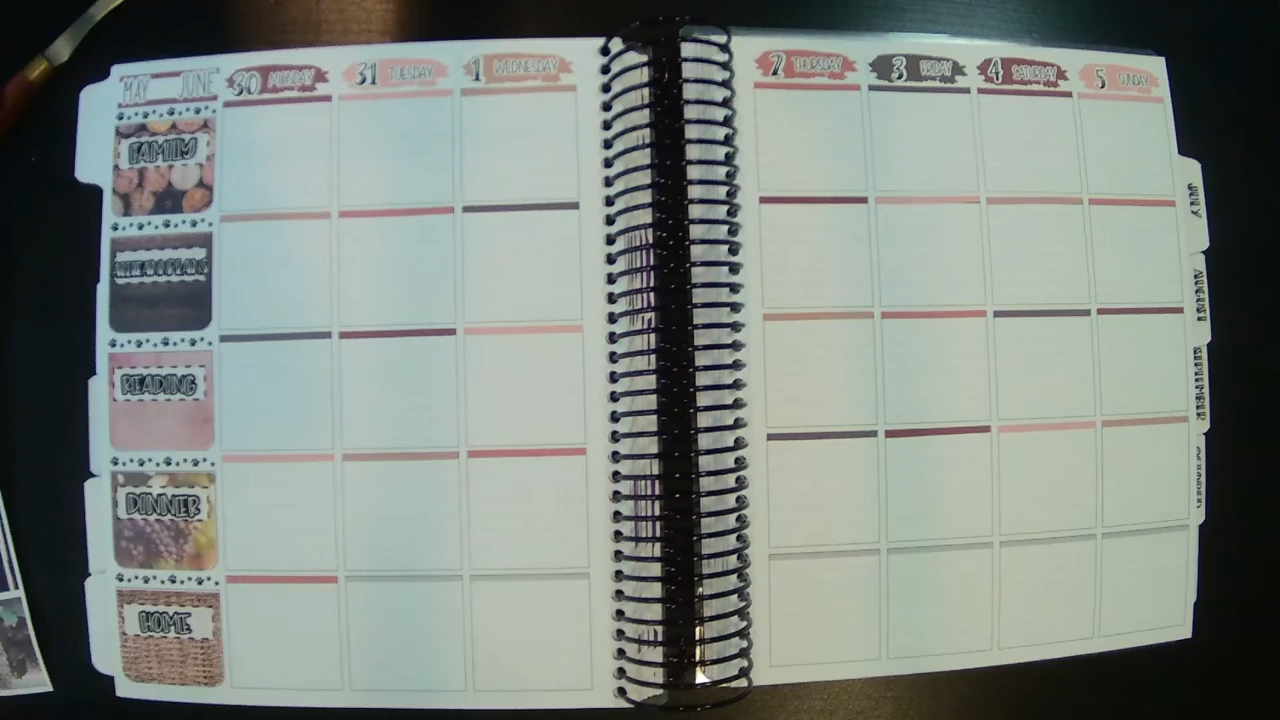 MAY JUNE
30 MONDAY
31 TUESDAY
1 WEDNESDAY
2 THURSDAY
3 FRIDAY
4 SATURDAY
5 SUNDAY
FAMILY
READING
DINNER
HOME
JULY
AUGUST
SEPTEMBER